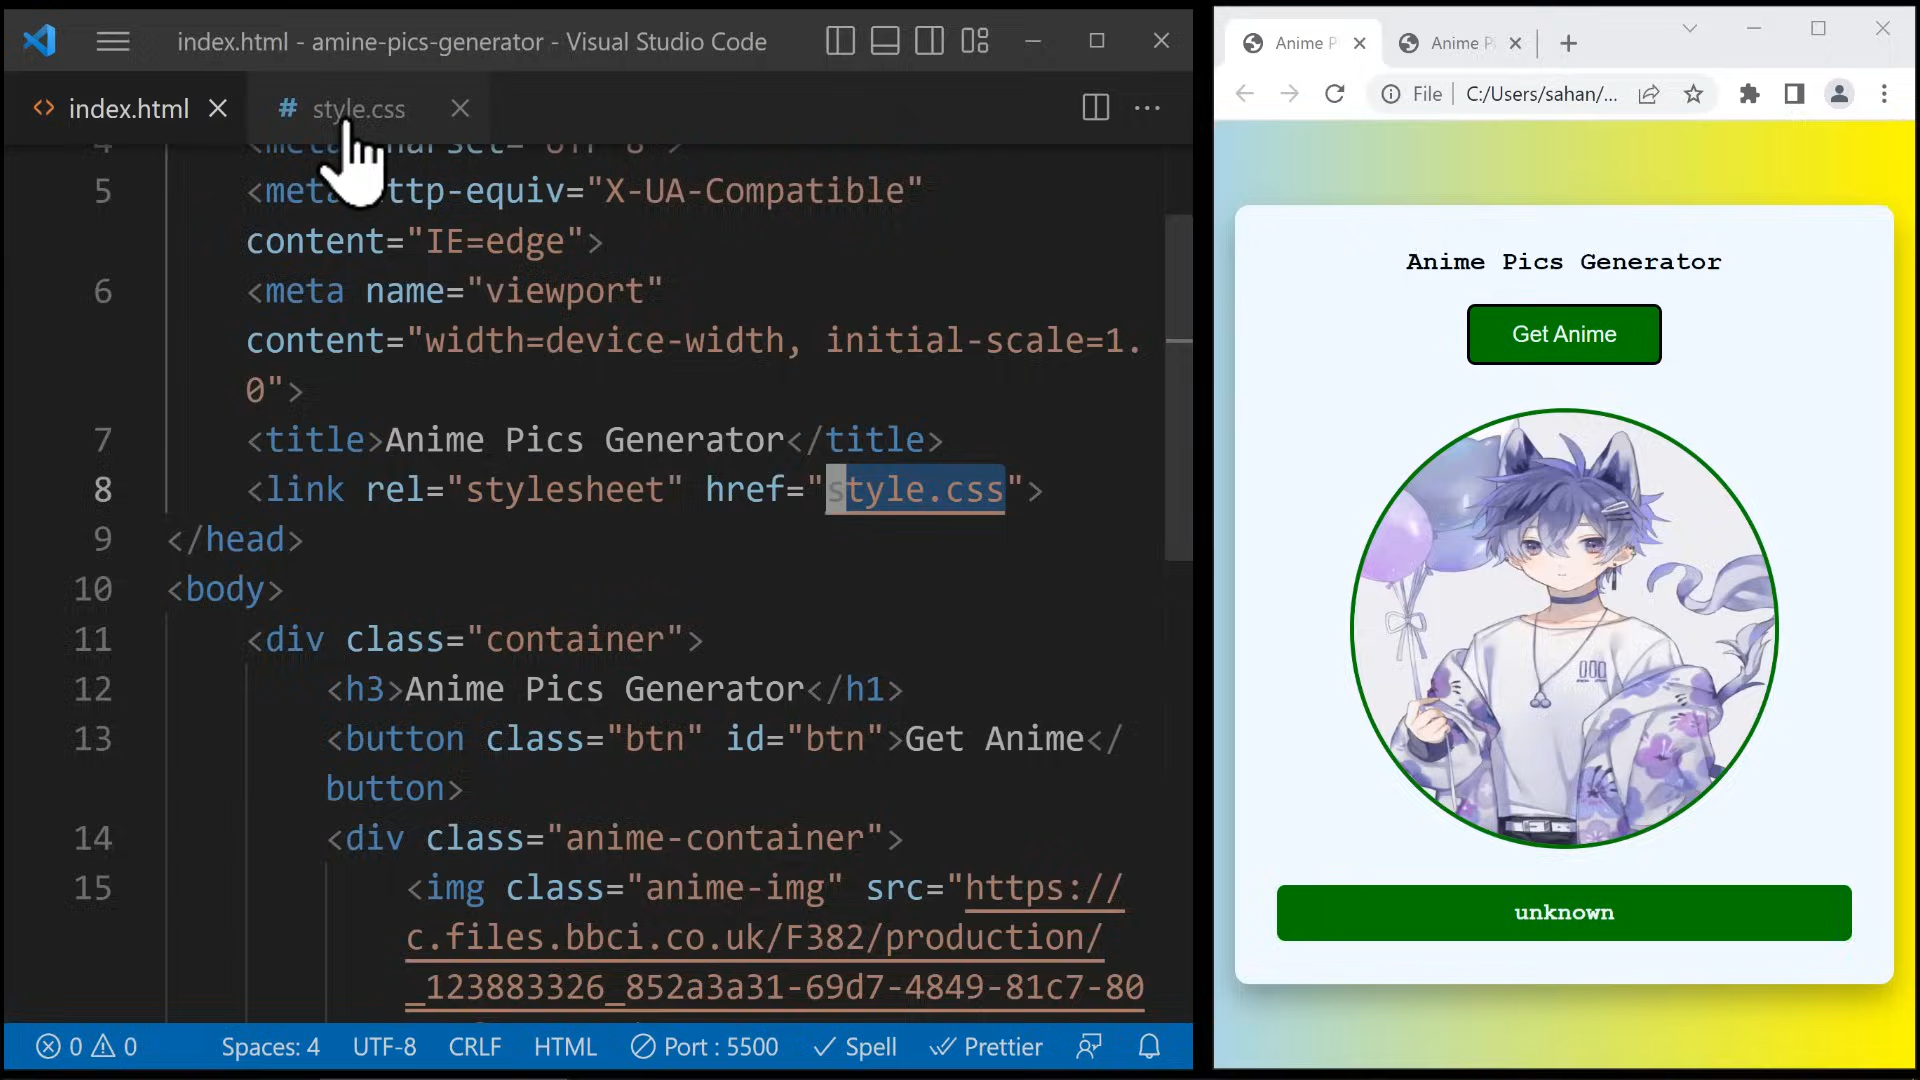 index.html - amine-pics-generator - Visual Studio Code
index.html
# style.css
4
5 <meta http-equiv="X-UA-Compatible"
content="IE=edge">
6 <meta name="viewport"
content="width=device-width, initial-scale=1.
0">
7 <title>Anime Pics Generator</title>
8 <link rel="stylesheet" href="style.css">
9 </head>
10 <body>
11 <div class="container">
12 <h3>Anime Pics Generator</h1>
13 <button class="btn" id="btn">Get Anime</
button>
14 <div class="anime-container">
15 <img class="anime-img" src="https://
c.files.bbci.co.uk/F382/production/
_123883326_852a3a31-69d7-4849-81c7-80
0 0 Spaces: 4 UTF-8 CRLF HTML Port : 5500 Spell Prettier
Anime P
Anime P
File C:/Users/sahan/...
Anime Pics Generator
Get Anime
unknown